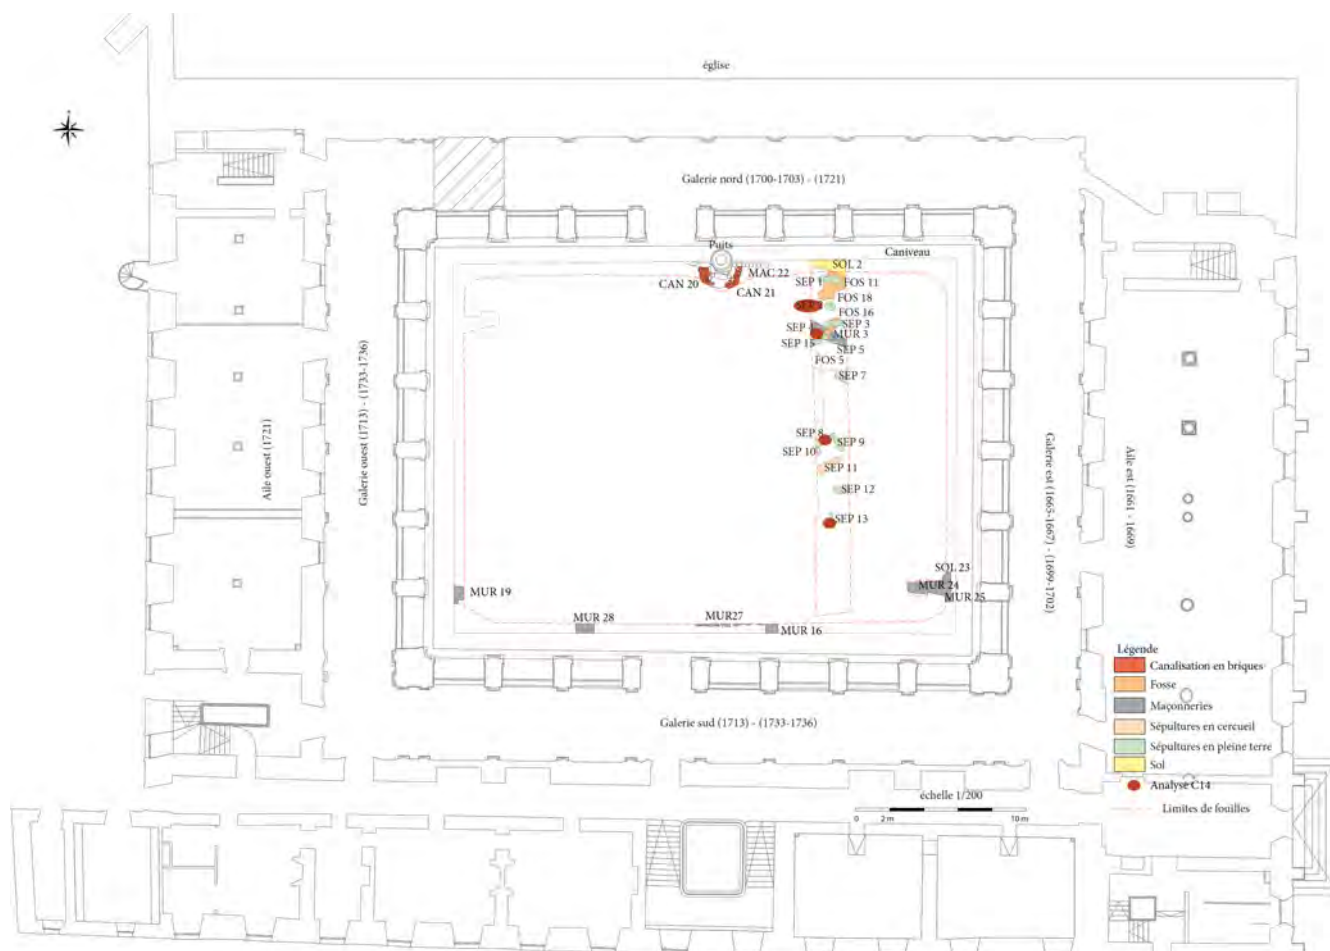 église
Galerie nord (1700-1703) - (1721)
Puits
Caniveau
SOL 2
MAC 22
SEP 1
FOS 11
CAN 20
CAN 21
FOS 18
FOS 16
SEP 4
SEP 3
MUR 3
SEP 15
SEP 5
FOS 5
SEP 7
SEP 8
SEP 9
SEP 10
SEP 11
SEP 12
SEP 13
Aile ouest (1721)
Galerie ouest (1713) - (1733-1736)
Galerie est (1665-1667) - (1699-1702)
Aile est (1661 - 1669)
SOL 23
MUR 24
MUR 25
MUR 19
MUR 28
MUR27
MUR 16
Galerie sud (1713) - (1733-1736)
Légende
Canalisation en briques
Fosse
Maçonneries
Sépultures en cercueil
Sépultures en pleine terre
Sol
Analyse C14
Limites de fouilles
échelle 1/200
0 2m 10 m